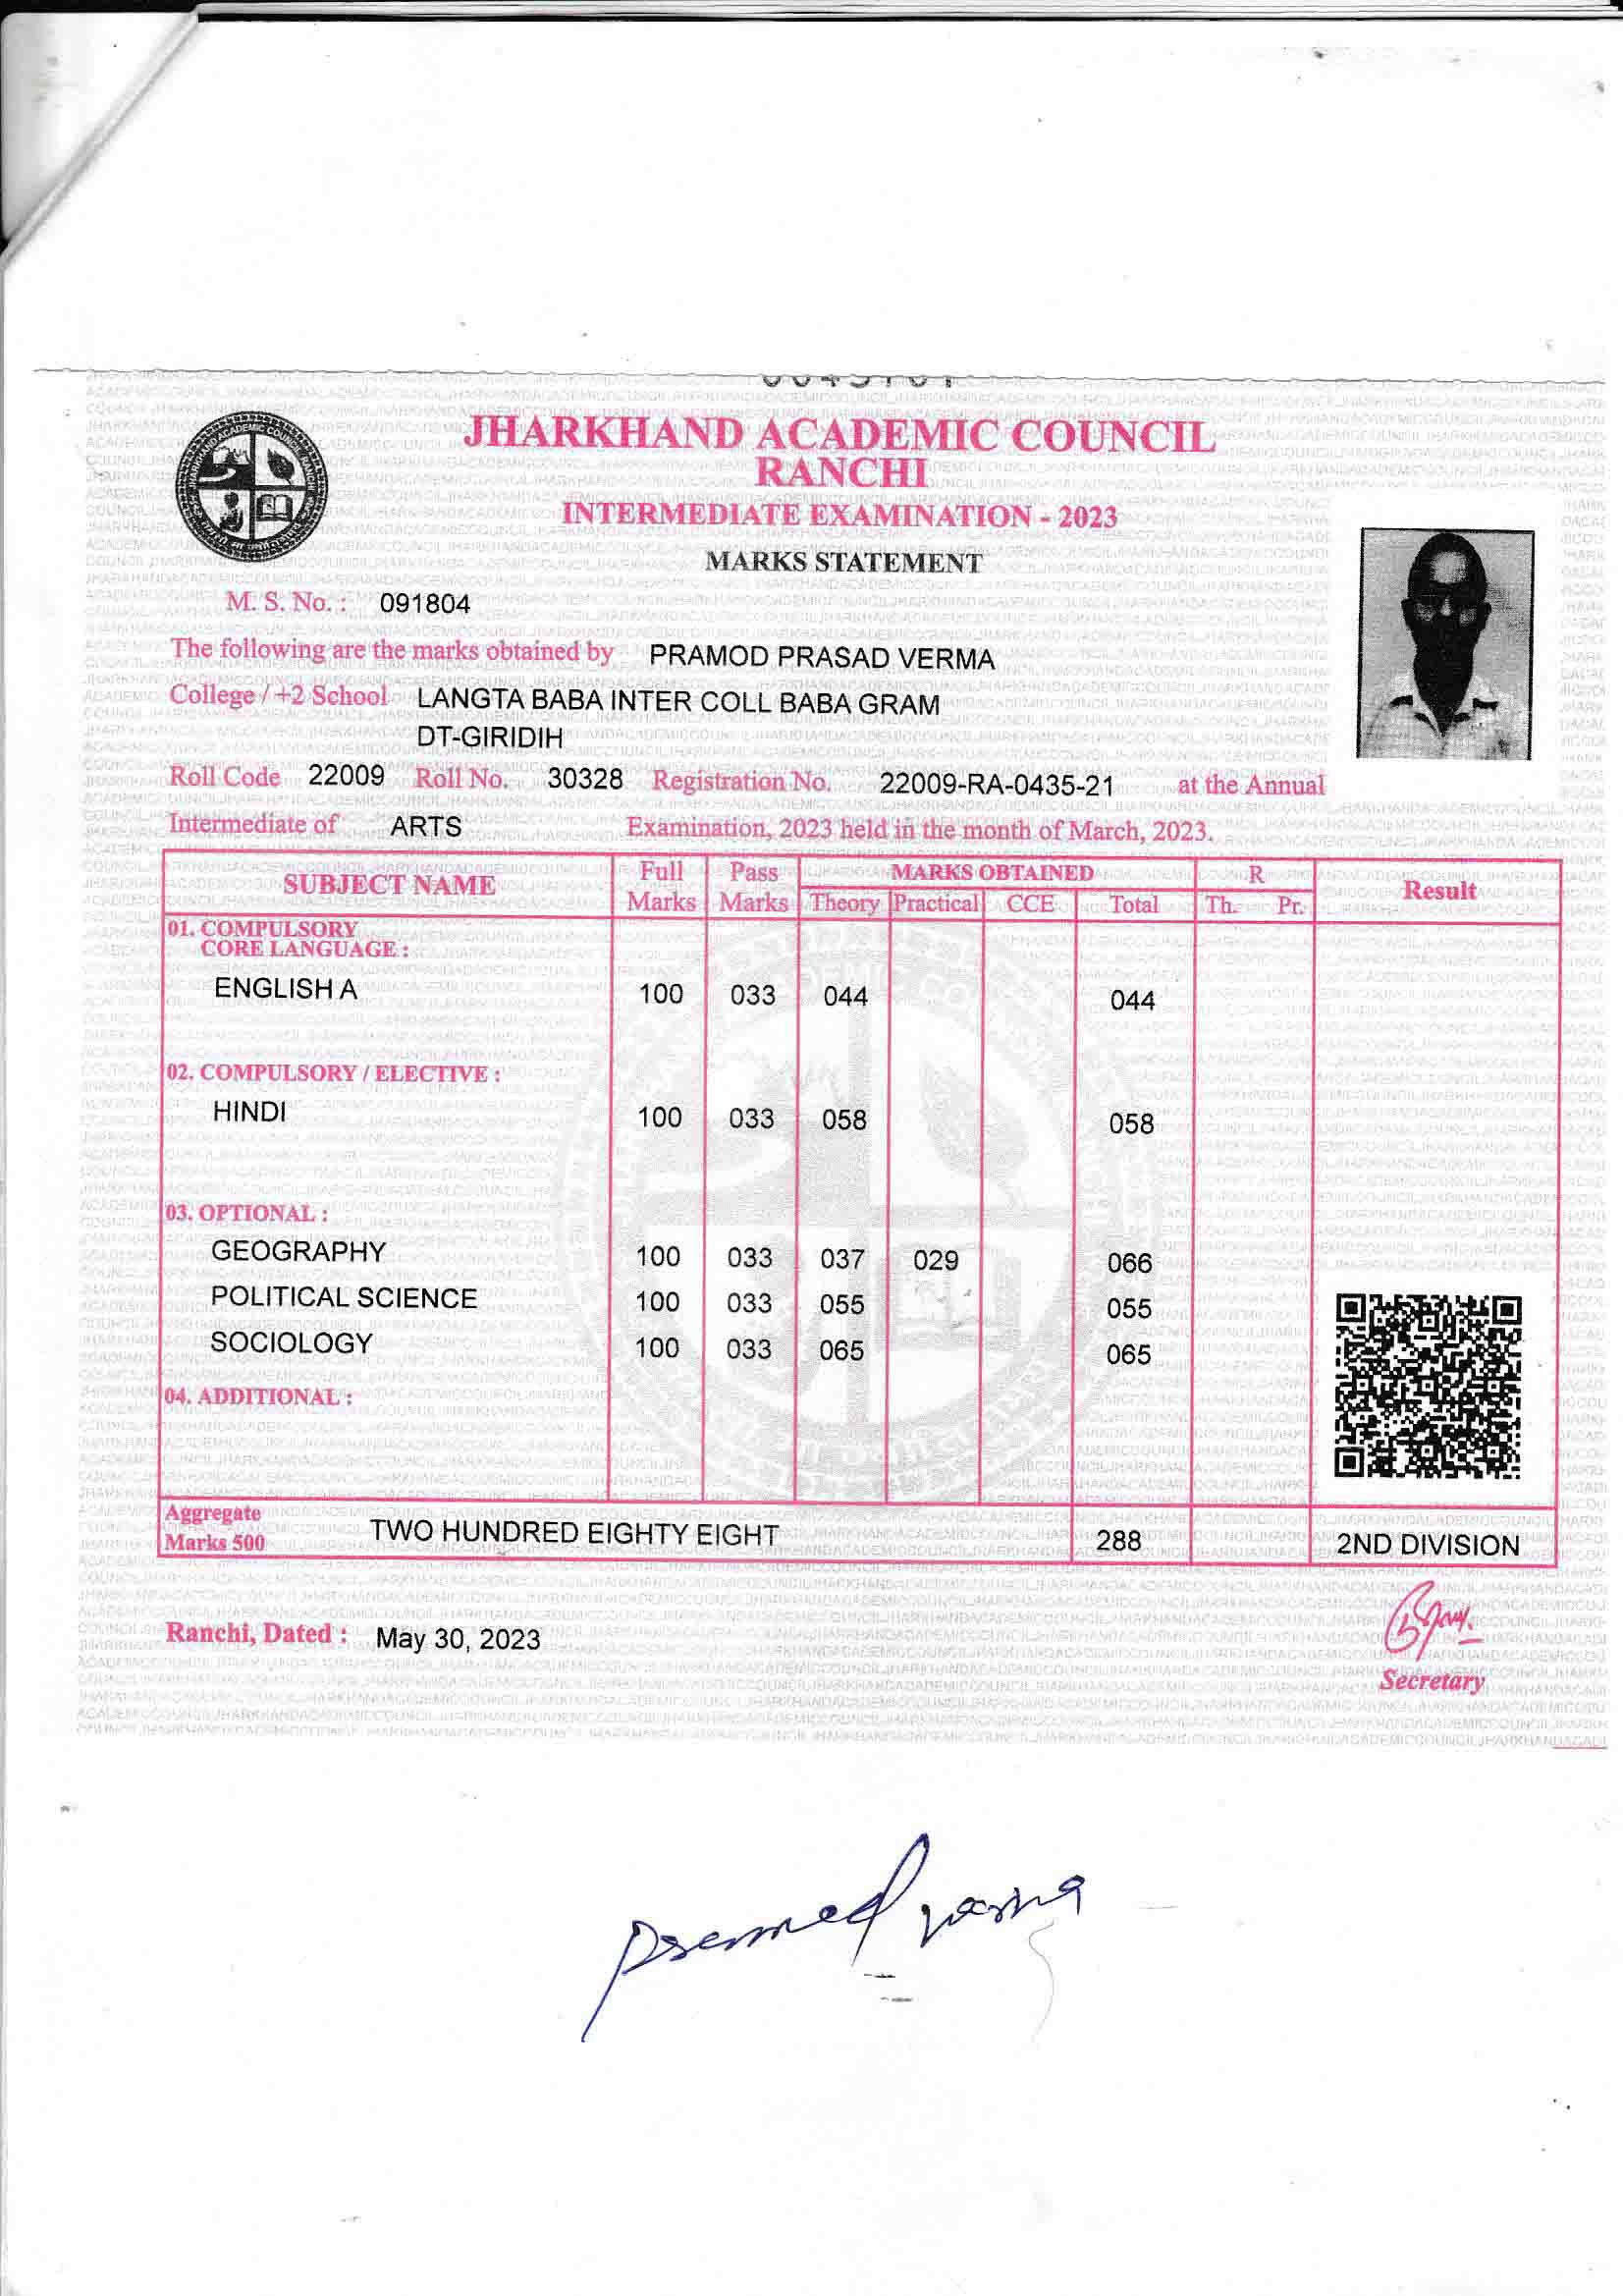 JHARKHAND ACADEMIC COUNCIL
RANCHI
INTERMEDIATE EXAMINATION - 2023
MARKS STATEMENT
M. S. No. : 091804
The following are the marks obtained by PRAMOD PRASAD VERMA
College / +2 School LANGTA BABA INTER COLL BABA GRAM
DT-GIRIDIH
Roll Code 22009 Roll No. 30328 Registration No. 22009-RA-0435-21 at the Annual
Intermediate of ARTS Examination, 2023 held in the month of March, 2023.
SUBJECT NAME Full Marks Pass Marks MARKS OBTAINED R Result
Theory Practical CCE Total Th. Pr.
01. COMPULSORY
CORE LANGUAGE :
ENGLISH A 100 033 044 044
02. COMPULSORY / ELECTIVE :
HINDI 100 033 058 058
03. OPTIONAL :
GEOGRAPHY 100 033 037 029 066
POLITICAL SCIENCE 100 033 055 055
SOCIOLOGY 100 033 065 065
04. ADDITIONAL :
Aggregate
Marks 500 TWO HUNDRED EIGHTY EIGHT 288 2ND DIVISION
Ranchi, Dated : May 30, 2023
Secretary